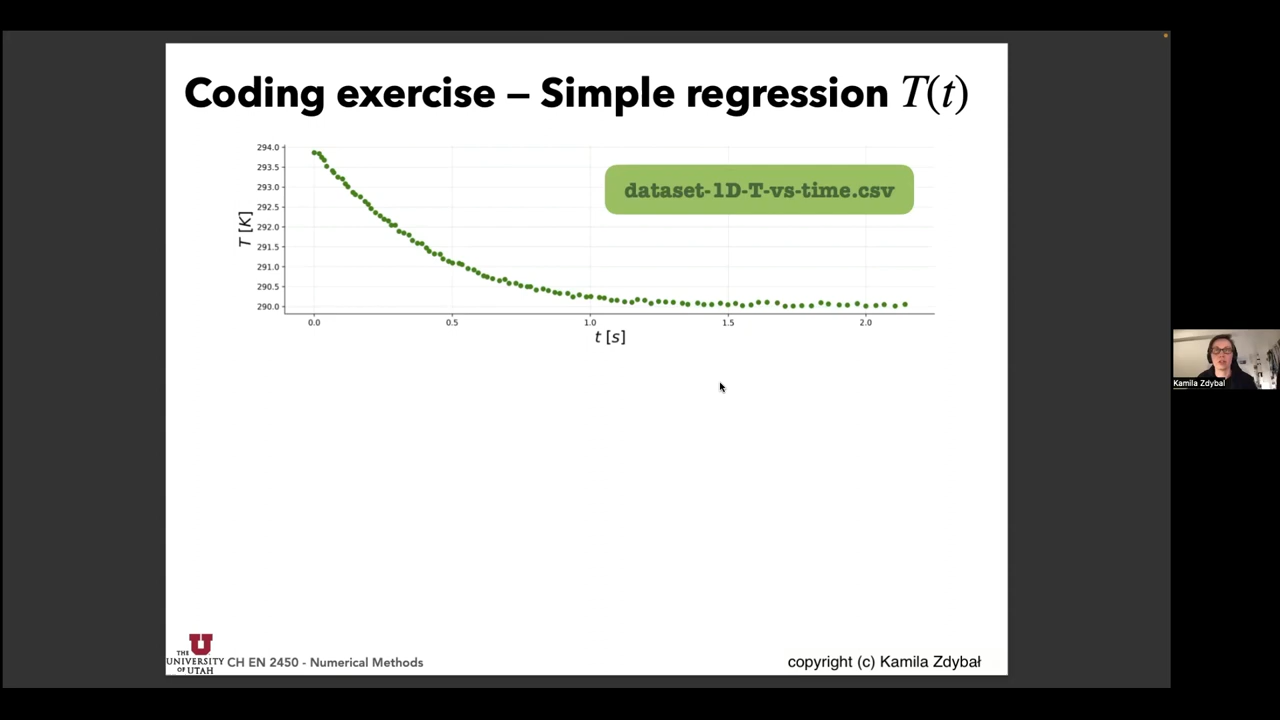 Coding exercise – Simple regression T(t)
294.0
293.5
293.0
292.5
292.0
291.5
291.0
290.5
290.0
T [K]
dataset-1D-T-vs-time.csv
0.0 0.5 1.0 1.5 2.0
t [s]
Kamila Zdybal
U
THE
UNIVERSITY
OF UTAH
CH EN 2450 - Numerical Methods
copyright (c) Kamila Zdybał